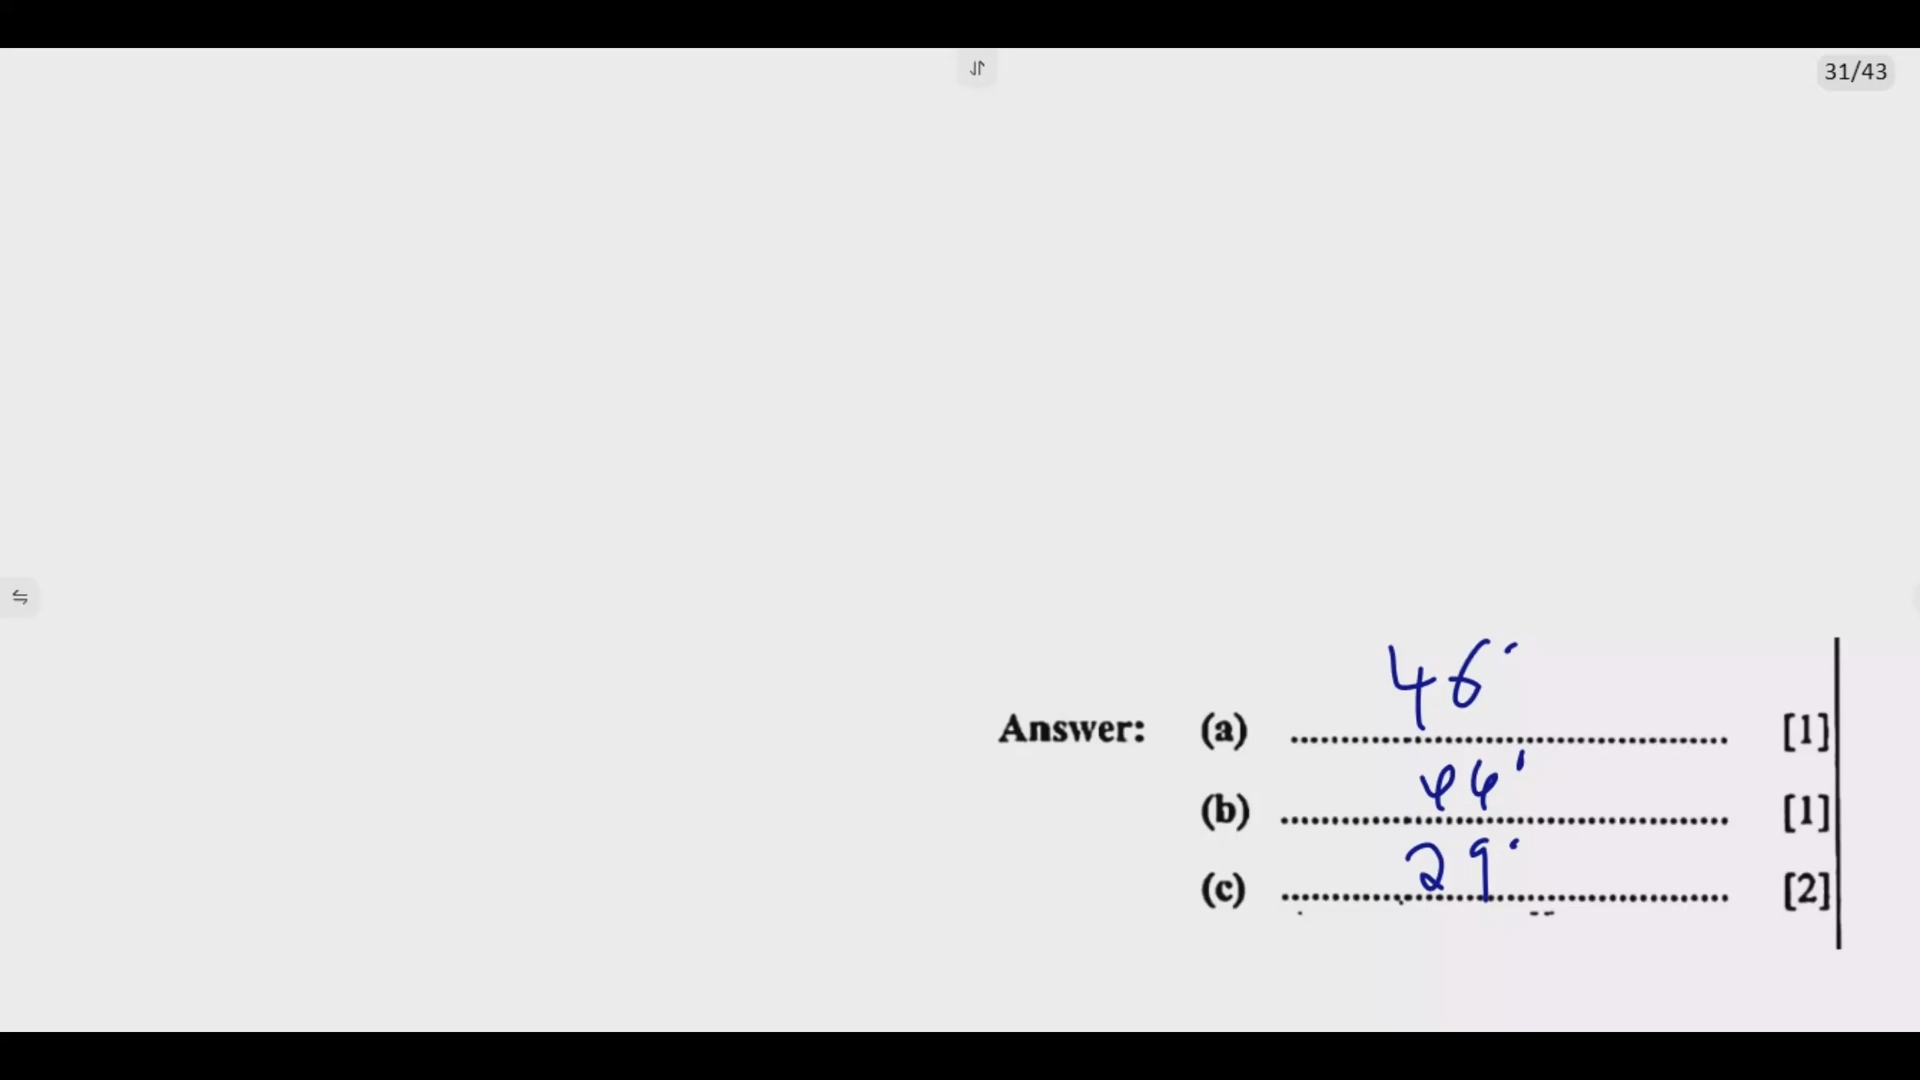 31/43
46°
Answer: (a) ........................................ [1]
44°
(b) ........................................ [1]
29°
(c) ........................................ [2]